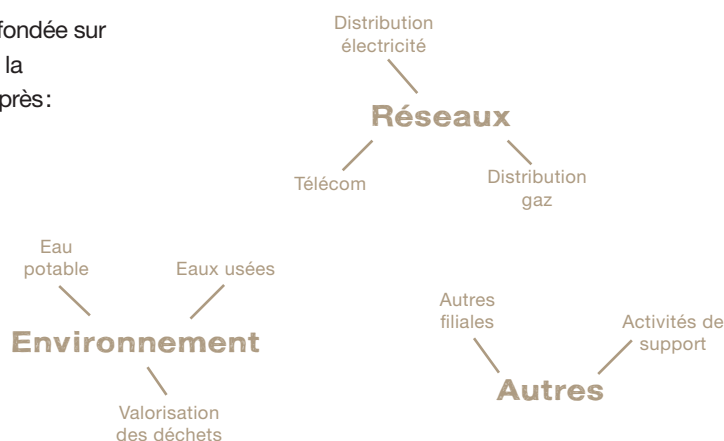 fondée sur
la
près :
Distribution
électricité
Réseaux
Télécom
Distribution
gaz
Eau
potable
Eaux usées
Environnement
Valorisation
des déchets
Autres
filiales
Activités de
support
Autres